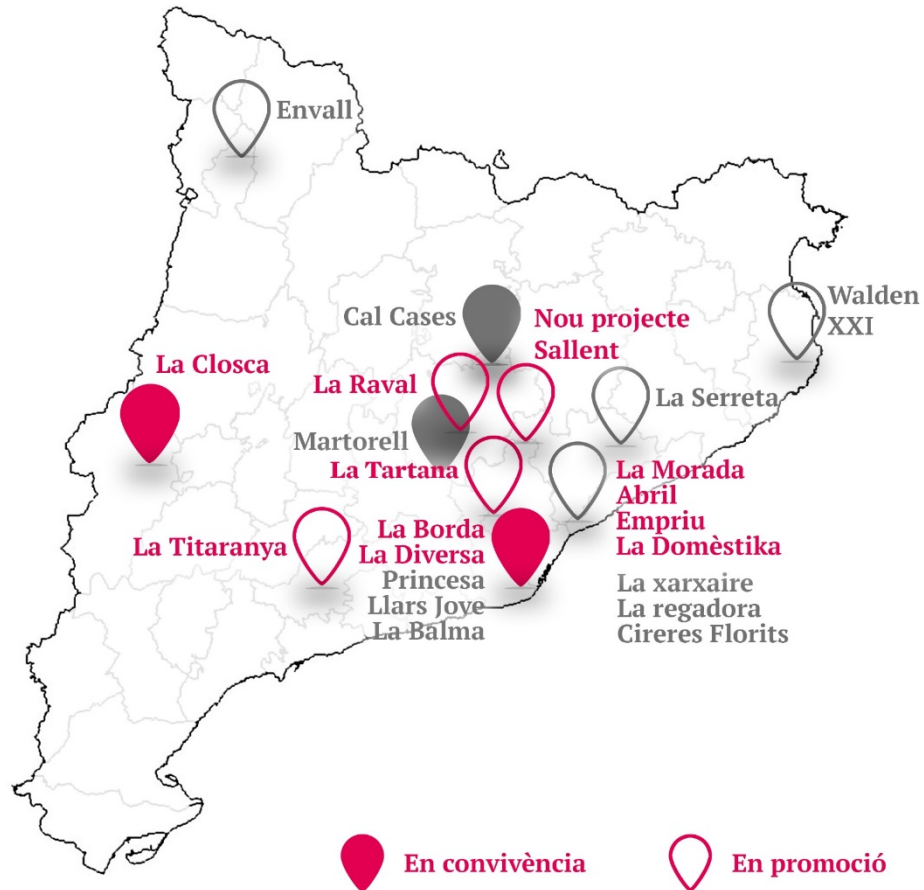 Envall
Walden
XXI
Cal Cases
Nou projecte
Sallent
La Closca
La Raval
La Serreta
Martorell
La Tartana
La Morada
Abril
Empriu
La Domèstika
La Borda
La Diversa
Princesa
Llars Jove
La Balma
La Titaranya
La xarxaire
La regadora
Cireres Florits
En convivència
En promoció